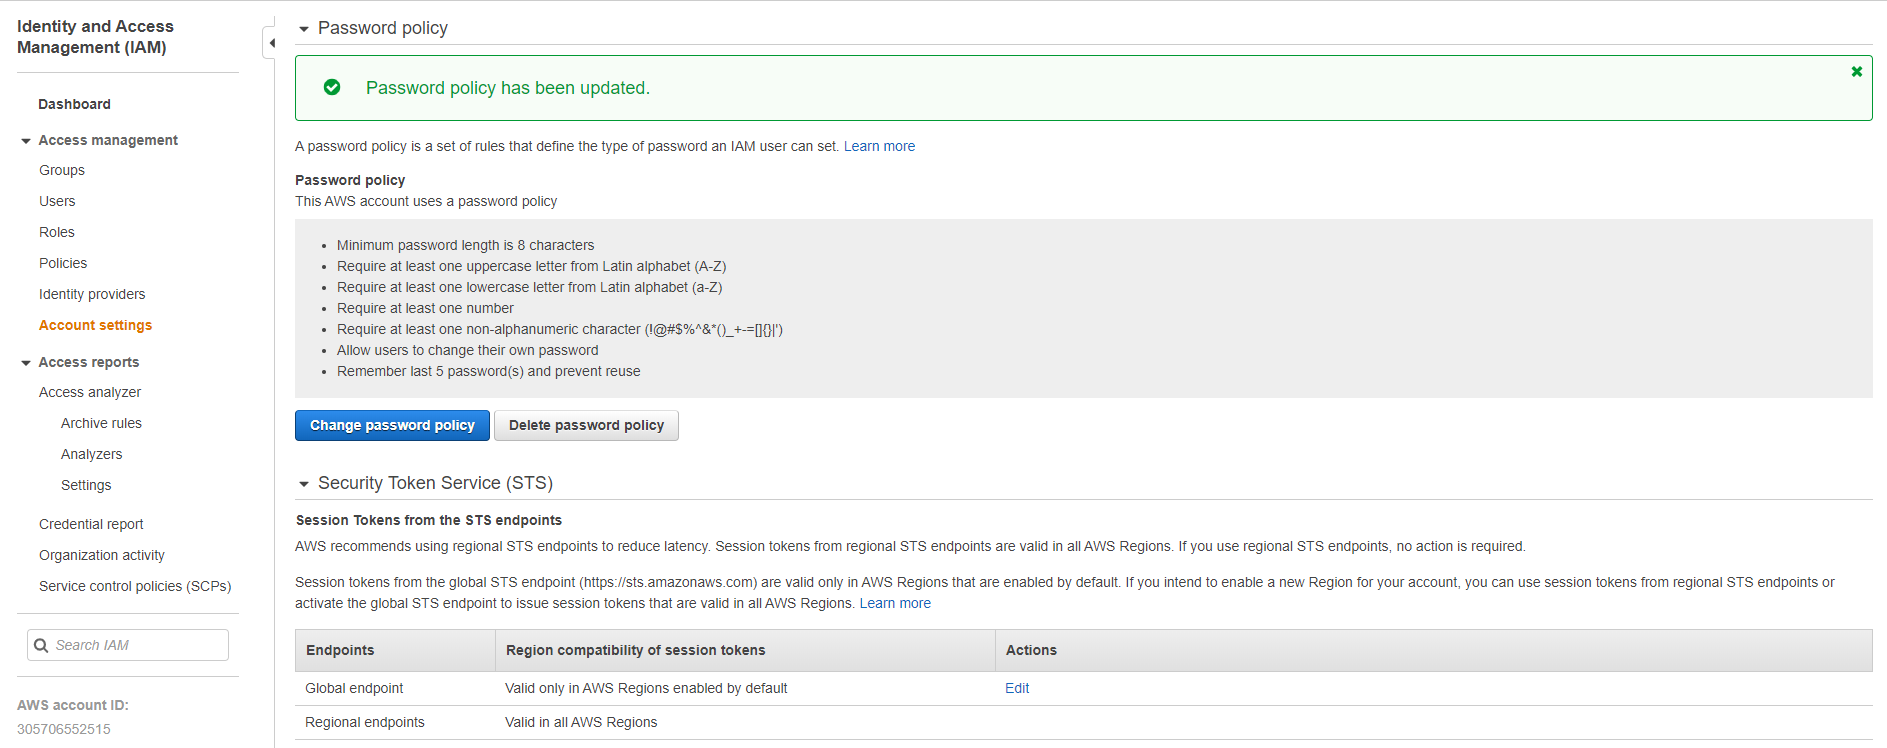 Identity and Access
Management (IAM)
Dashboard
Access management
Groups
Users
Roles
Policies
Identity providers
Account settings
Access reports
Access analyzer
Archive rules
Analyzers
Settings
Credential report
Organization activity
Service control policies (SCPs)
Search IAM
AWS account ID:
305706552515
Password policy
Password policy has been updated.
A password policy is a set of rules that define the type of password an IAM user can set. Learn more
Password policy
This AWS account uses a password policy
• Minimum password length is 8 characters
• Require at least one uppercase letter from Latin alphabet (A-Z)
• Require at least one lowercase letter from Latin alphabet (a-Z)
• Require at least one number
• Require at least one non-alphanumeric character (!@#$%^&*()_+-=[]{}|')
• Allow users to change their own password
• Remember last 5 password(s) and prevent reuse
Change password policy Delete password policy
Security Token Service (STS)
Session Tokens from the STS endpoints
AWS recommends using regional STS endpoints to reduce latency. Session tokens from regional STS endpoints are valid in all AWS Regions. If you use regional STS endpoints, no action is required.
Session tokens from the global STS endpoint (https://sts.amazonaws.com) are valid only in AWS Regions that are enabled by default. If you intend to enable a new Region for your account, you can use session tokens from regional STS endpoints or
activate the global STS endpoint to issue session tokens that are valid in all AWS Regions. Learn more
Endpoints Region compatibility of session tokens Actions
Global endpoint Valid only in AWS Regions enabled by default Edit
Regional endpoints Valid in all AWS Regions